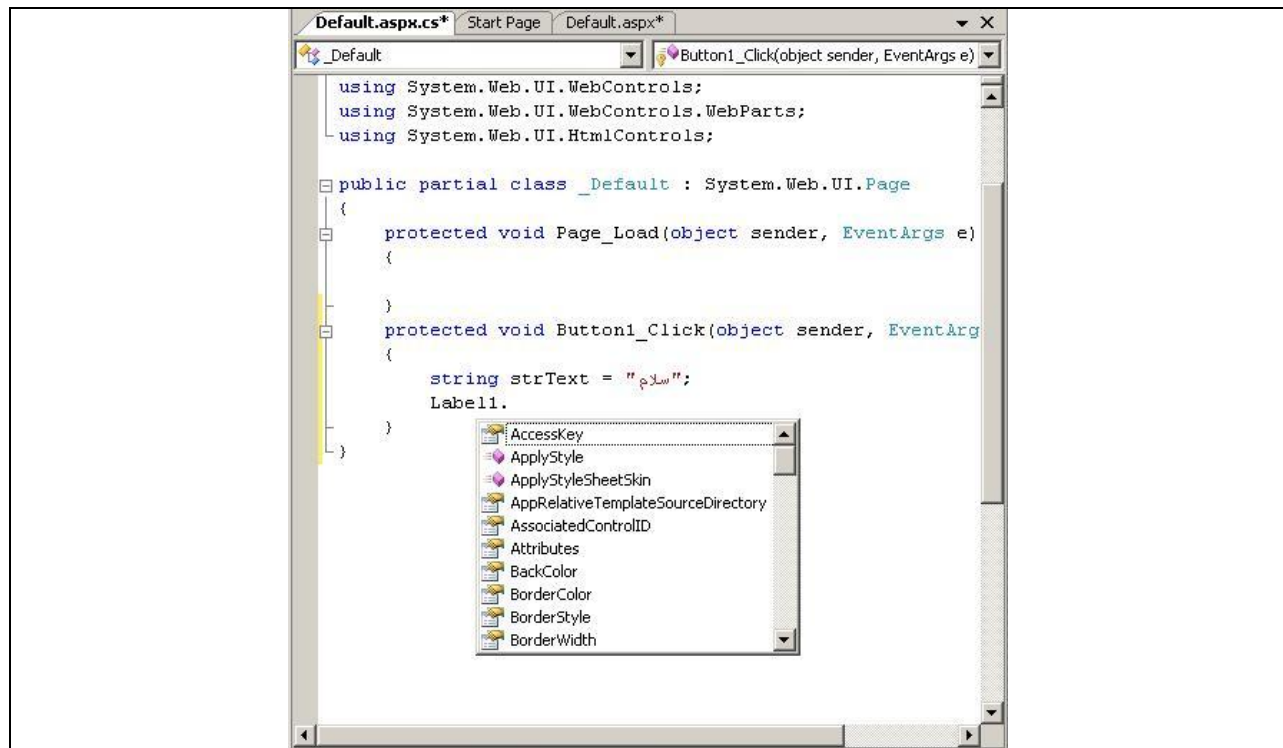 Default.aspx.cs* Start Page Default.aspx*
_Default Button1_Click(object sender, EventArgs e)
using System.Web.UI.WebControls;
using System.Web.UI.WebControls.WebParts;
using System.Web.UI.HtmlControls;
public partial class _Default : System.Web.UI.Page
{
protected void Page_Load(object sender, EventArgs e)
{
}
protected void Button1_Click(object sender, EventArg
{
string strText = "سلام";
Label1.
}
}
AccessKey
ApplyStyle
ApplyStyleSheetSkin
AppRelativeTemplateSourceDirectory
AssociatedControlID
Attributes
BackColor
BorderColor
BorderStyle
BorderWidth